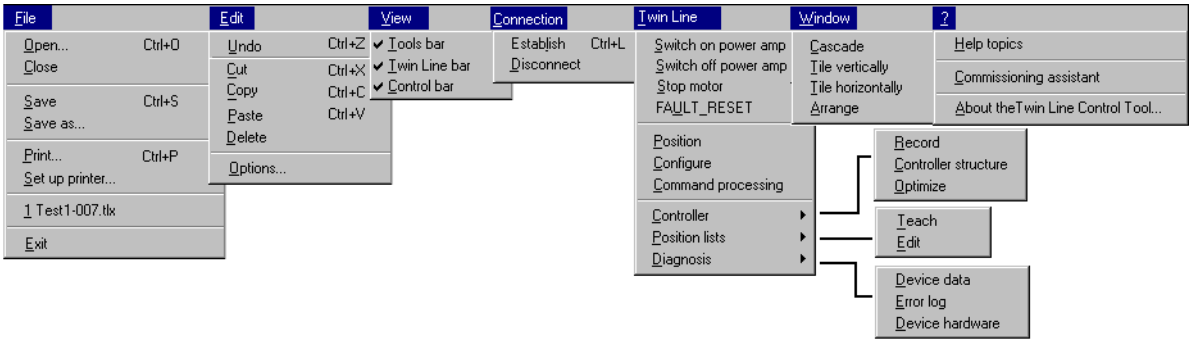 File
Open... Ctrl+O
Close
Save Ctrl+S
Save as...
Print... Ctrl+P
Set up printer...
1 Test1-007.tlx
Exit
Edit
Undo Ctrl+Z
Cut Ctrl+X
Copy Ctrl+C
Paste Ctrl+V
Delete
Options...
View
Tools bar
Twin Line bar
Control bar
Connection
Establish Ctrl+L
Disconnect
Twin Line
Switch on power amp
Switch off power amp
Stop motor
FAULT_RESET
Position
Configure
Command processing
Controller
Position lists
Diagnosis
Window
Cascade
Tile vertically
Tile horizontally
Arrange
?
Help topics
Commissioning assistant
About theTwin Line Control Tool...
Record
Controller structure
Optimize
Teach
Edit
Device data
Error log
Device hardware